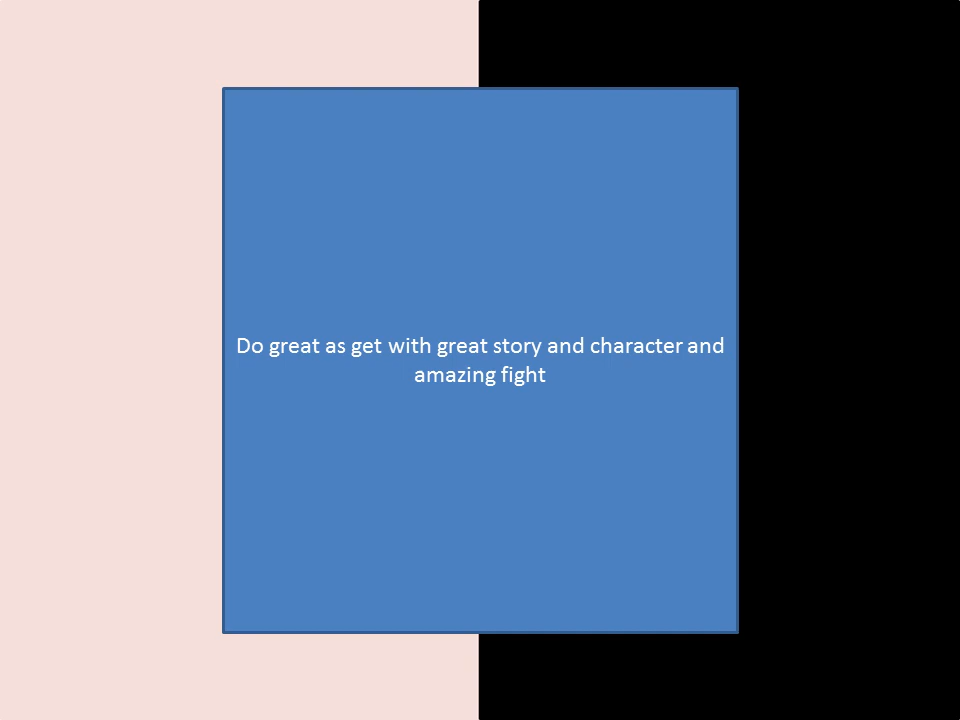 Do great as get with great story and character and
amazing fight